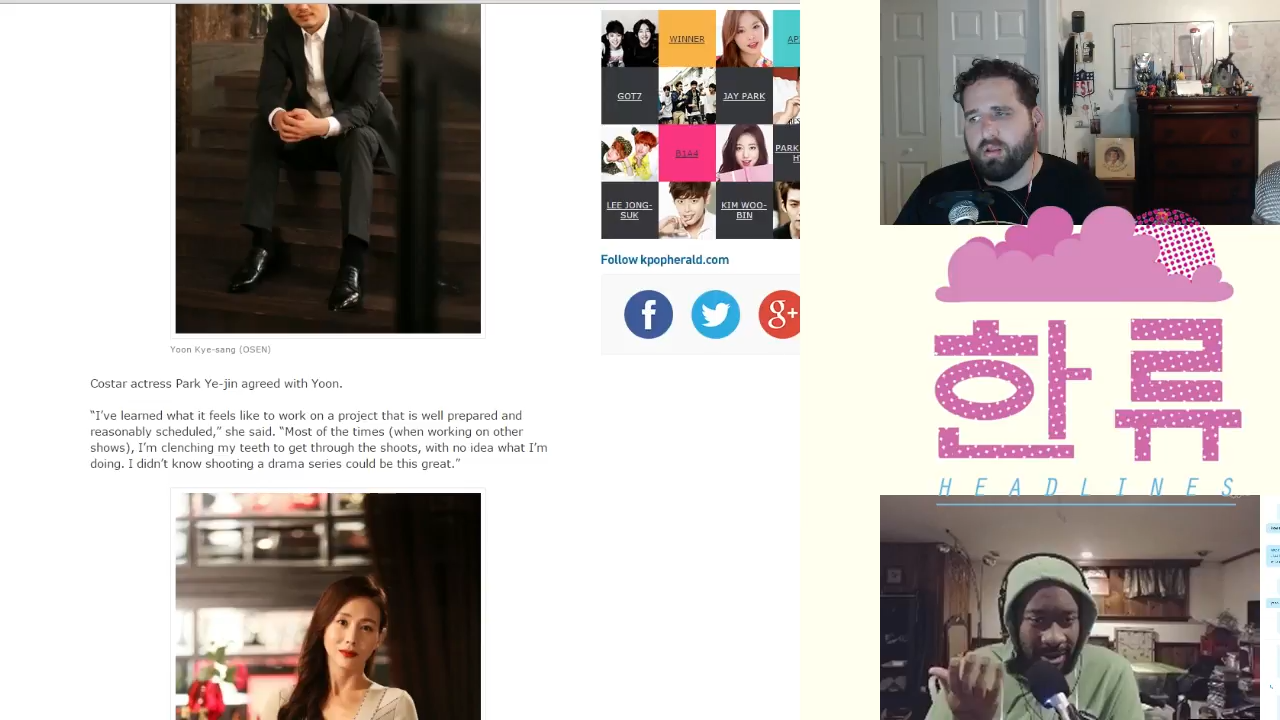 WINNER
GOT7
JAY PARK
B1A4
LEE JONG-
SUK
KIM WOO-
BIN
Follow kpopherald.com
Yoon Kye-sang (OSEN)
Costar actress Park Ye-jin agreed with Yoon.
“I’ve learned what it feels like to work on a project that is well prepared and
reasonably scheduled,” she said. “Most of the times (when working on other
shows), I’m clenching my teeth to get through the shoots, with no idea what I’m
doing. I didn’t know shooting a drama series could be this great.”
한류
HEADLINES